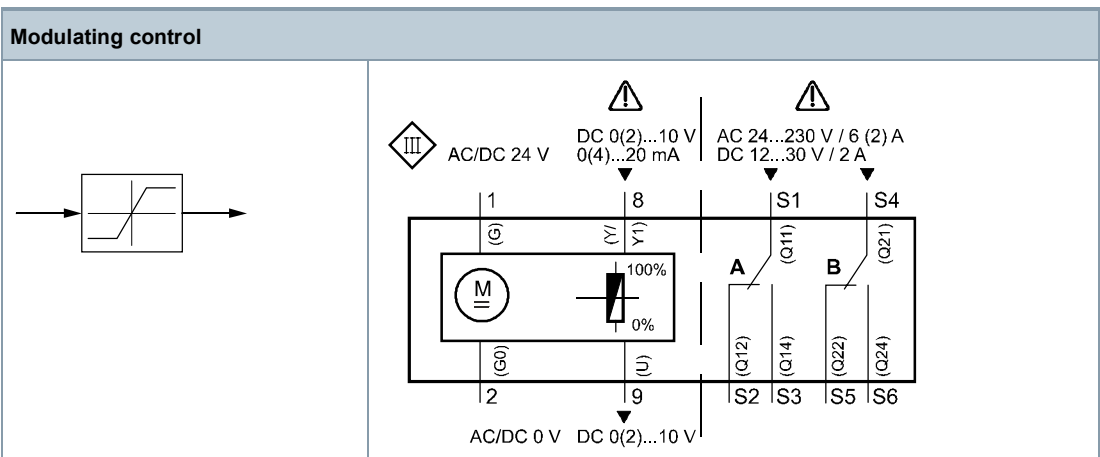 Modulating control
III
AC/DC 24 V
DC 0(2)...10 V
0(4)...20 mA
AC 24...230 V / 6 (2) A
DC 12...30 V / 2 A
1
8
S1
S4
(G)
(Y/
Y1)
(Q11)
(Q21)
A
B
M
100%
0%
(G0)
(U)
(Q12)
(Q14)
(Q22)
(Q24)
2
9
S2
S3
S5
S6
AC/DC 0 V
DC 0(2)...10 V